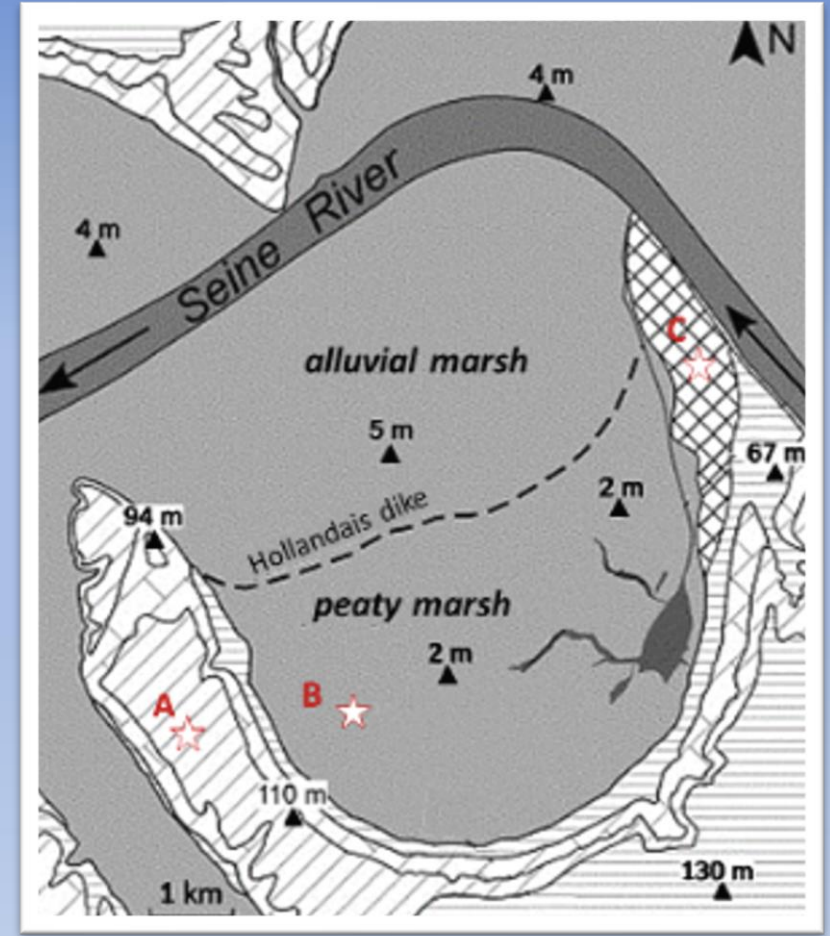 N
4 m
Seine River
4 m
C
alluvial marsh
5 m
67 m
2 m
94 m
Hollandais dike
peaty marsh
2 m
B
A
110 m
130 m
1 km